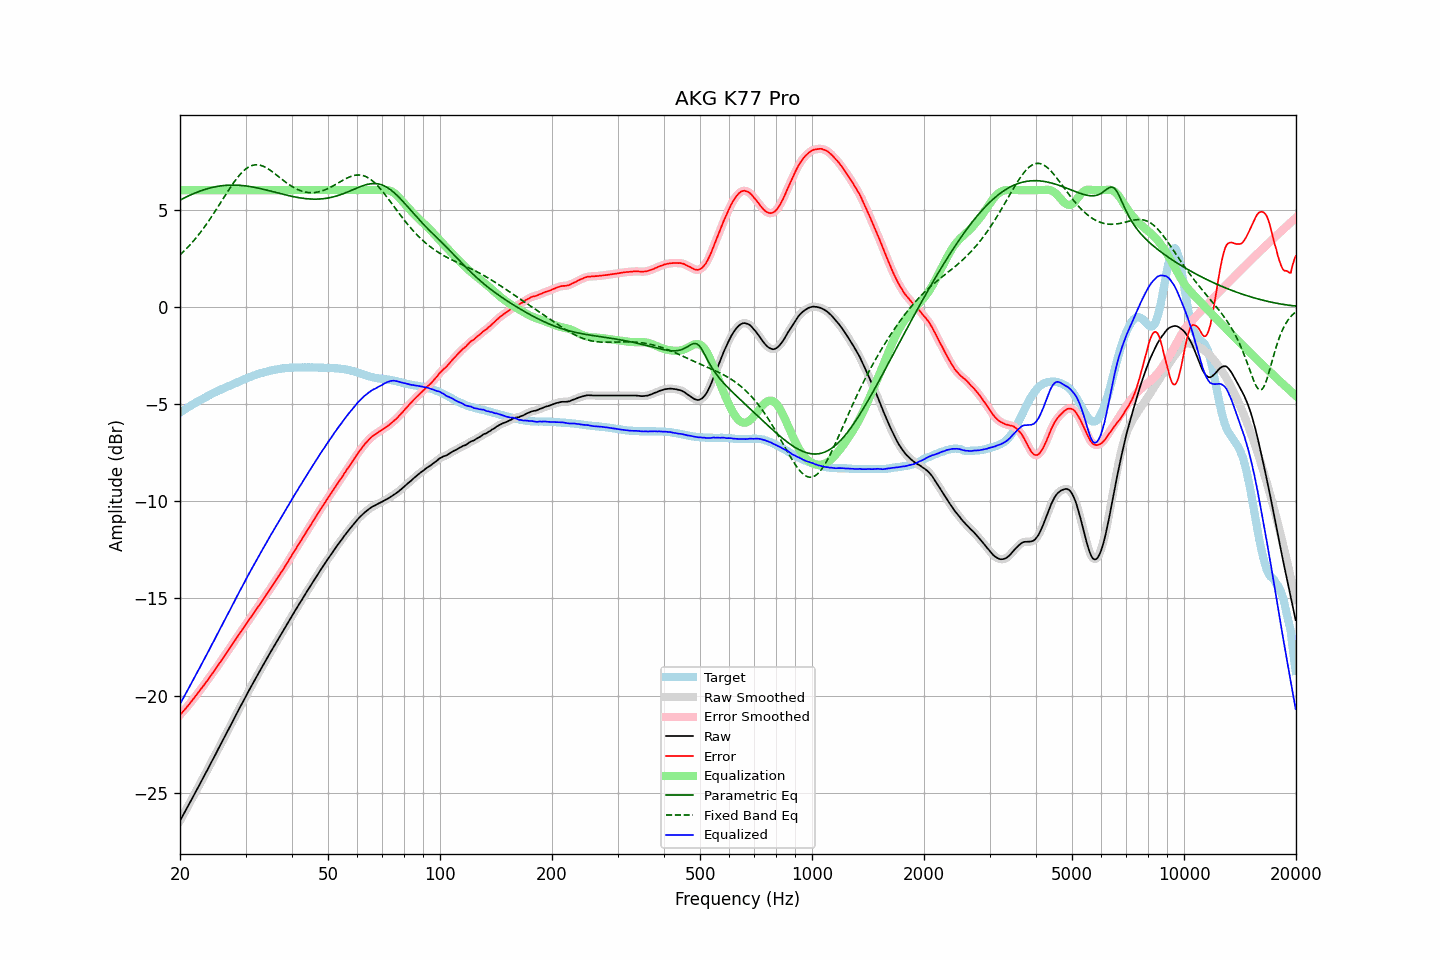 AKG K77 Pro
Amplitude (dBr)
5
0
−5
−10
−15
−20
−25
Target
Raw Smoothed
Error Smoothed
Raw
Error
Equalization
Parametric Eq
Fixed Band Eq
Equalized
20 50 100 200 500 1000 2000 5000 10000 20000
Frequency (Hz)